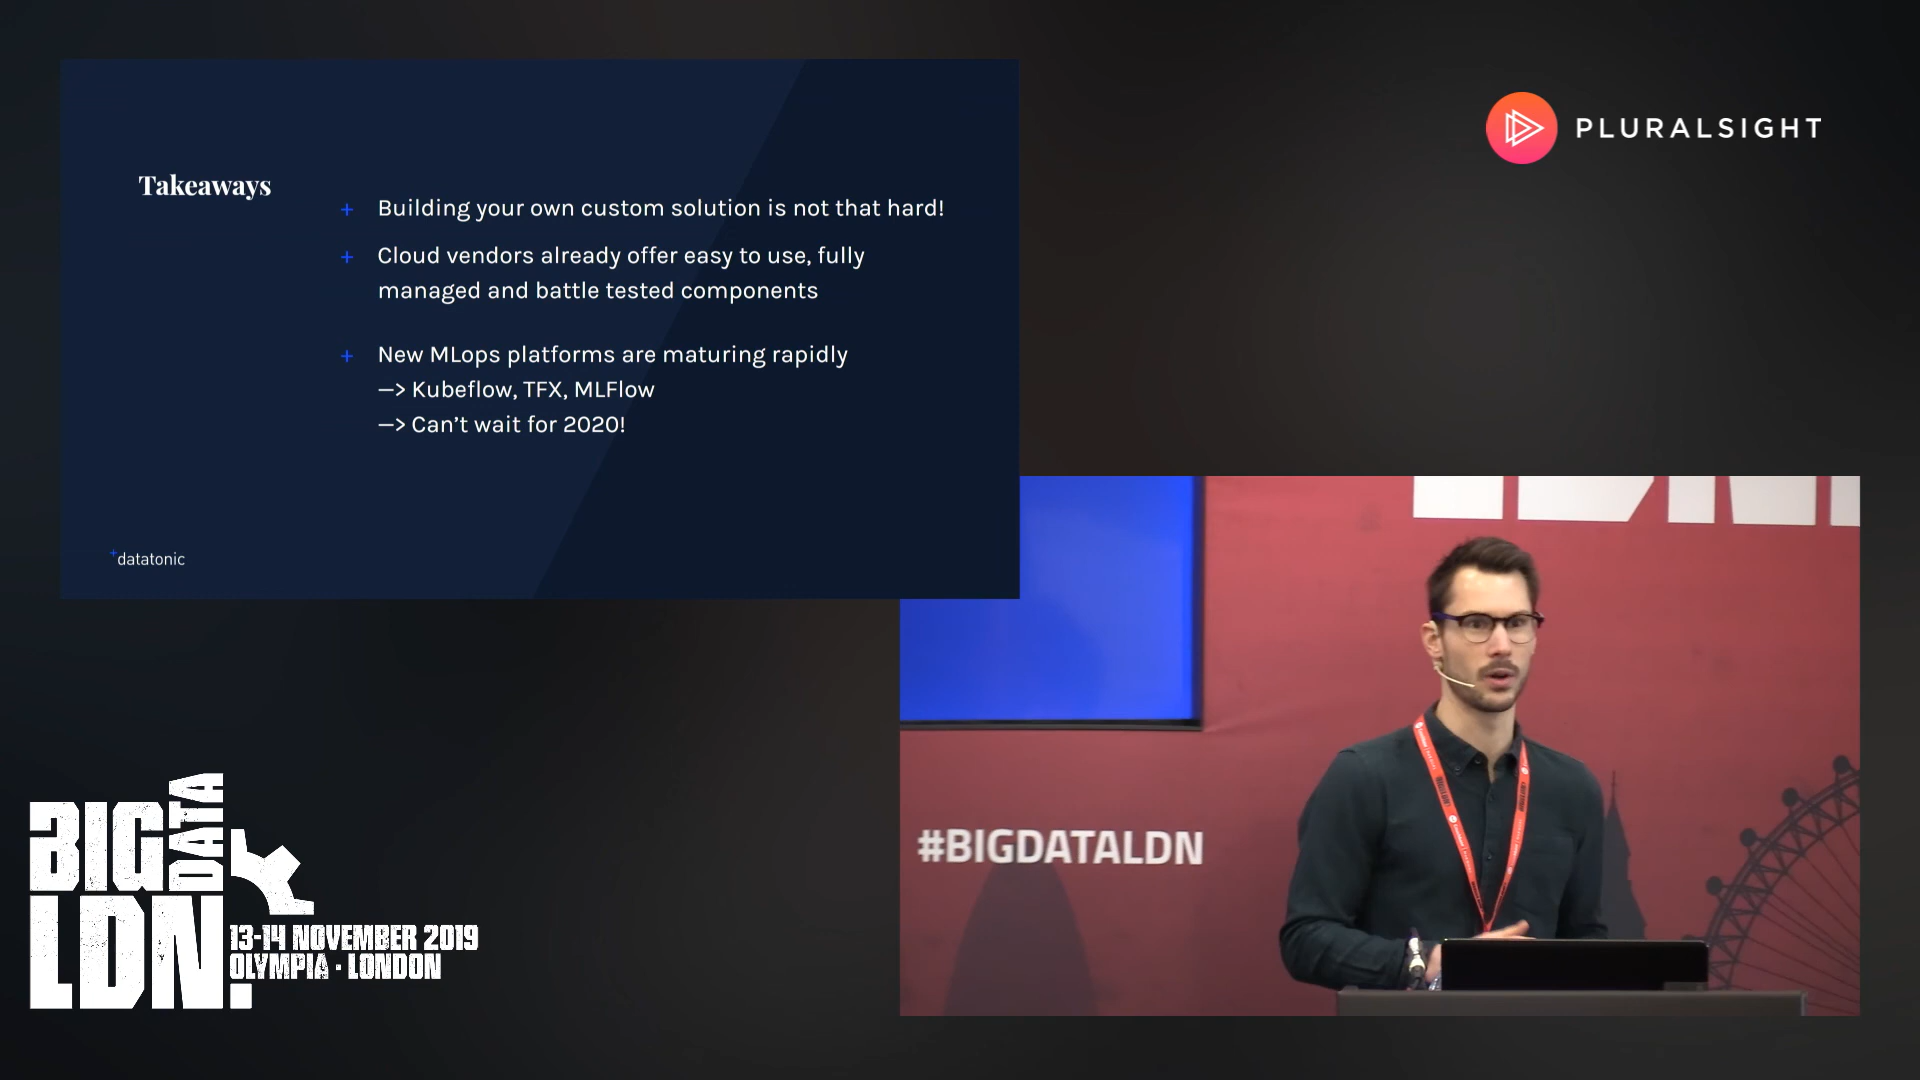 Takeaways
+ Building your own custom solution is not that hard!
+ Cloud vendors already offer easy to use, fully
managed and battle tested components
+ New MLops platforms are maturing rapidly
—> Kubeflow, TFX, MLFlow
—> Can't wait for 2020!
+datatonic
PLURALSIGHT
LDN
#BIGDATALDN
BIG DATA
LDN.
13-14 NOVEMBER 2019
OLYMPIA · LONDON